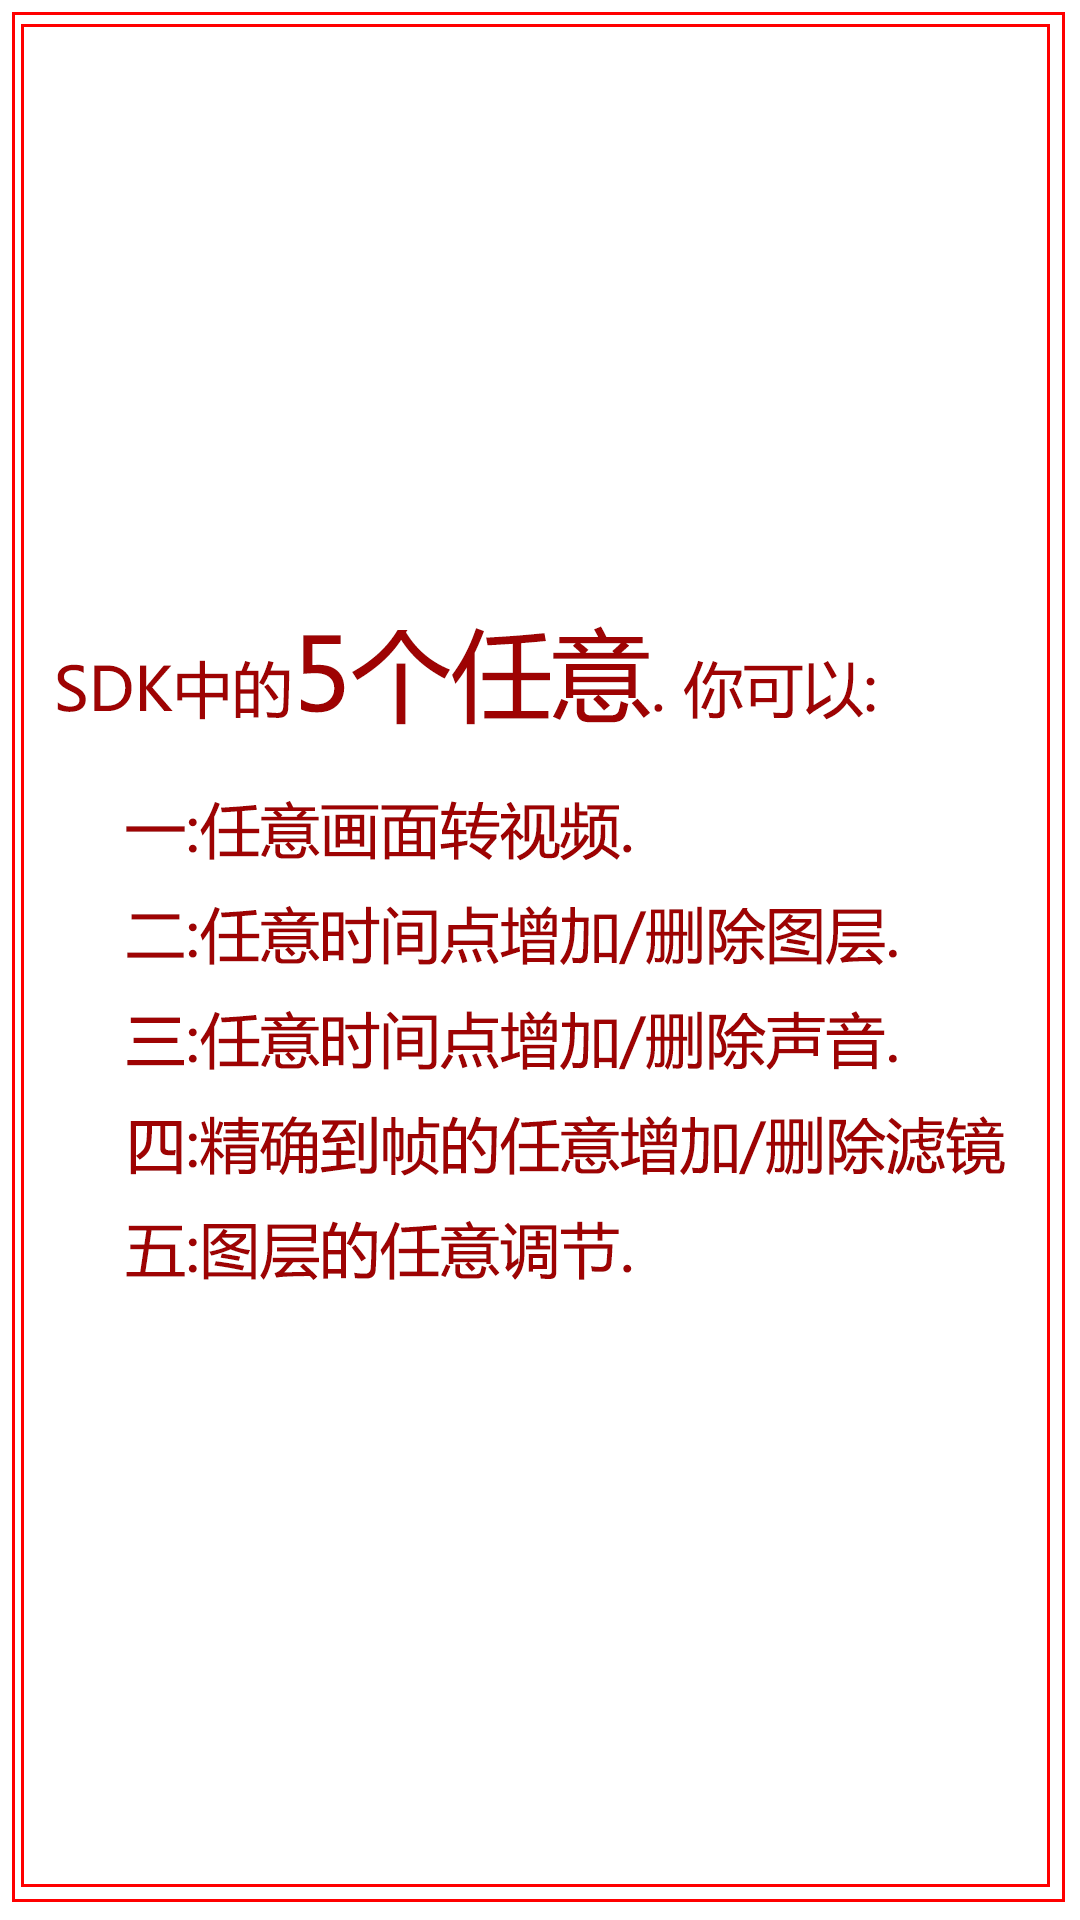 SDK中的5个任意. 你可以:
一:任意画面转视频.
二:任意时间点增加/删除图层.
三:任意时间点增加/删除声音.
四:精确到帧的任意增加/删除滤镜
五:图层的任意调节.